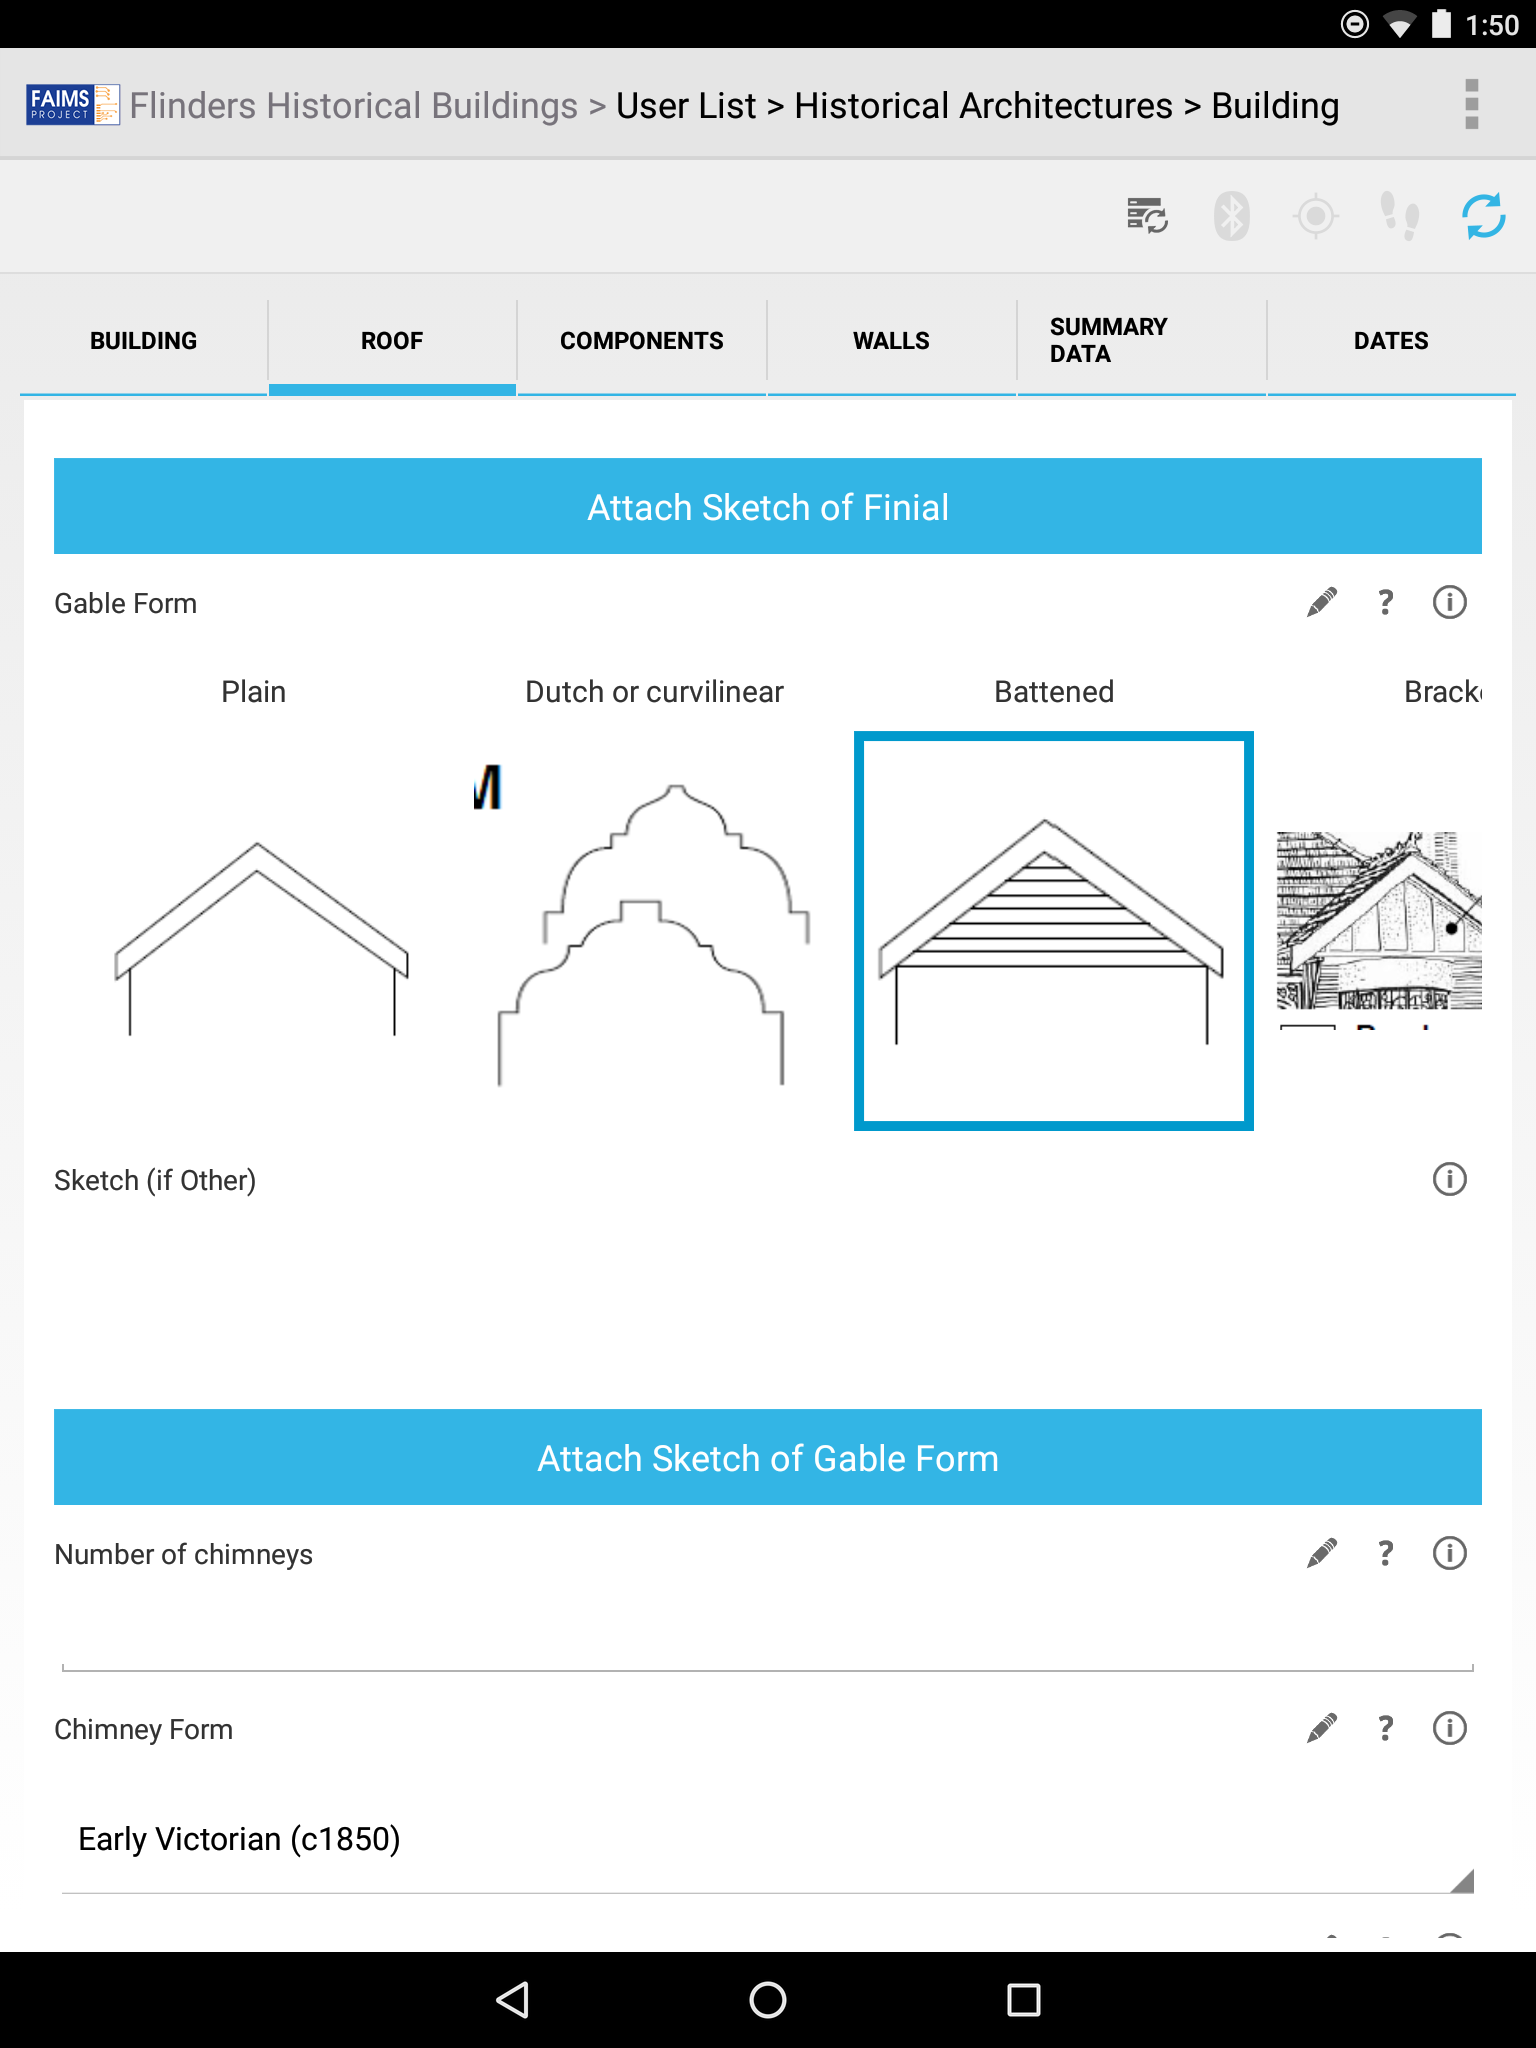 1:50
FAIMS
PROJECT
Flinders Historical Buildings > User List > Historical Architectures > Building
BUILDING
ROOF
COMPONENTS
WALLS
SUMMARY
DATA
DATES
Attach Sketch of Finial
Gable Form
?
Plain
Dutch or curvilinear
Battened
M
Sketch (if Other)
Attach Sketch of Gable Form
Number of chimneys
?
Chimney Form
?
Early Victorian (c1850)